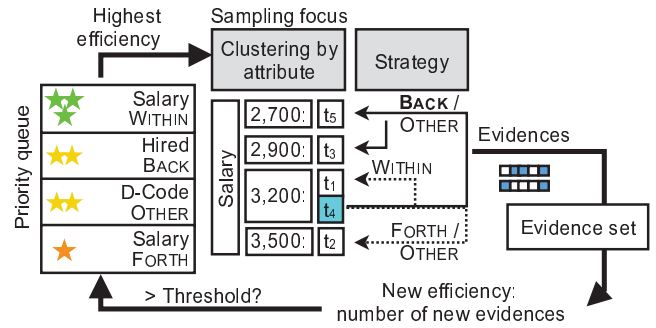 Highest
efficiency
Sampling focus
Clustering by
attribute
Strategy
Priority queue
Salary
WITHIN
Hired
BACK
D-Code
OTHER
Salary
FORTH
Salary
2,700:
t5
2,900:
t3
3,200:
t1
t4
3,500:
t2
BACK /
OTHER
WITHIN
FORTH /
OTHER
Evidences
Evidence set
> Threshold?
New efficiency:
number of new evidences